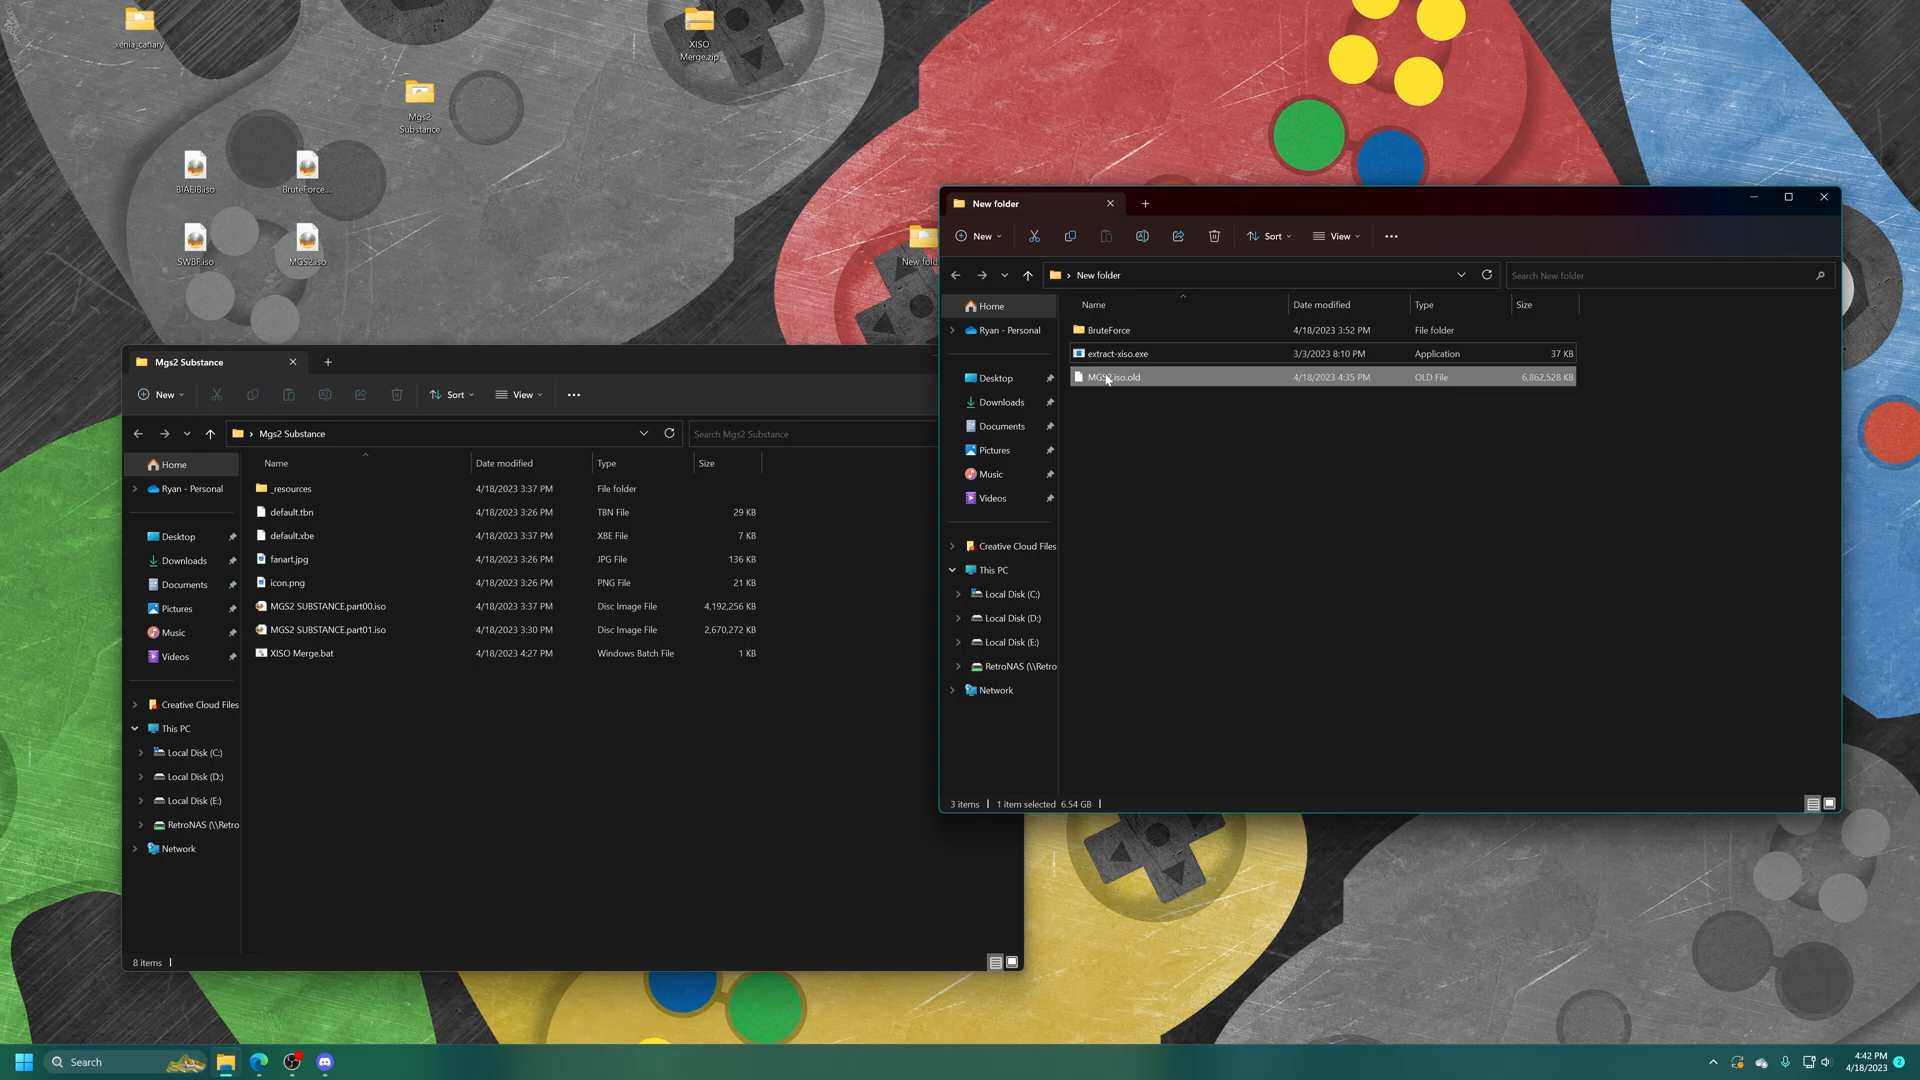 xenia_canary
XISO
Merge.zip
Mgs2
Substance
BIAEIB.iso
BruteForce....
SWBF.iso
MGS2.iso
New fold
New folder
New
Sort
View
New folder
Search New folder
Name
Date modified
Type
Size
Home
Ryan - Personal
Desktop
Downloads
Documents
Pictures
Music
Videos
Creative Cloud Files
This PC
Local Disk (C:)
Local Disk (D:)
Local Disk (E:)
RetroNAS (\\Retro
Network
BruteForce 4/18/2023 3:52 PM File folder
extract-xiso.exe 3/3/2023 8:10 PM Application 37 KB
MGS2.iso.old 4/18/2023 4:35 PM OLD File 6,862,528 KB
3 items 1 item selected 6.54 GB
Mgs2 Substance
New
Sort
View
Mgs2 Substance
Search Mgs2 Substance
Name
Date modified
Type
Size
Home
Ryan - Personal
Desktop
Downloads
Documents
Pictures
Music
Videos
Creative Cloud Files
This PC
Local Disk (C:)
Local Disk (D:)
Local Disk (E:)
RetroNAS (\\Retro
Network
_resources 4/18/2023 3:37 PM File folder
default.tbn 4/18/2023 3:26 PM TBN File 29 KB
default.xbe 4/18/2023 3:37 PM XBE File 7 KB
fanart.jpg 4/18/2023 3:26 PM JPG File 136 KB
icon.png 4/18/2023 3:26 PM PNG File 21 KB
MGS2 SUBSTANCE.part00.iso 4/18/2023 3:37 PM Disc Image File 4,192,256 KB
MGS2 SUBSTANCE.part01.iso 4/18/2023 3:30 PM Disc Image File 2,670,272 KB
XISO Merge.bat 4/18/2023 4:27 PM Windows Batch File 1 KB
8 items
Search
4:42 PM
4/18/2023
2